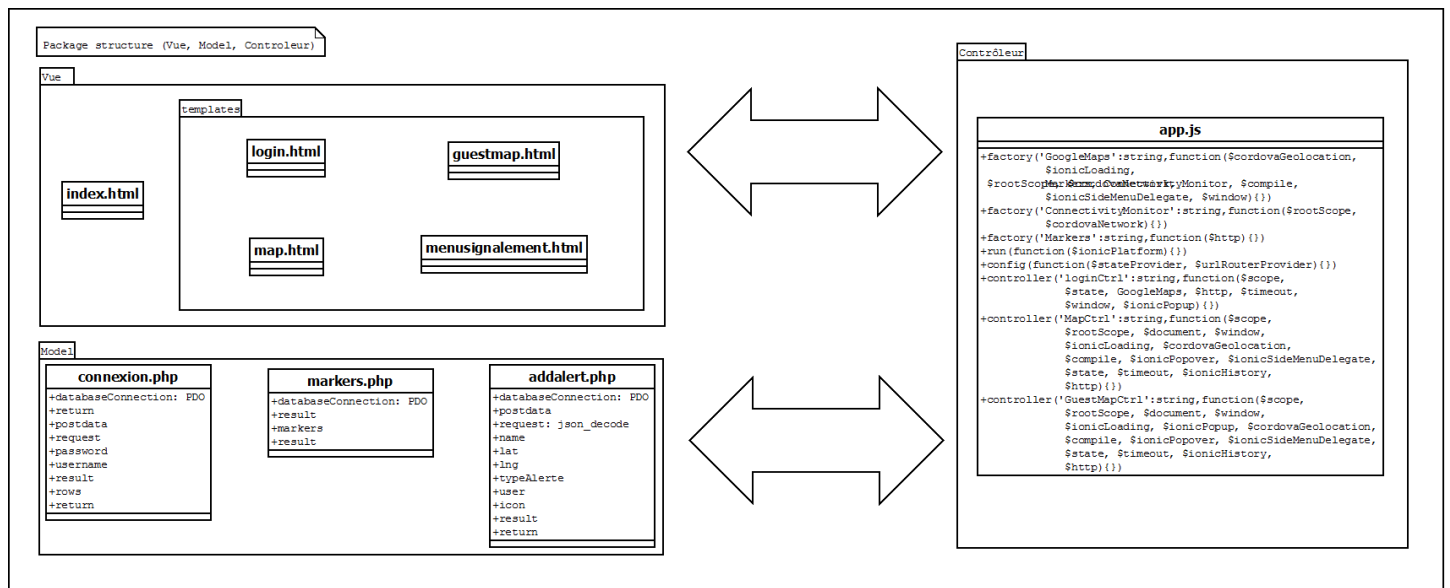 Package structure (Vue, Model, Controleur)
Vue
templates
login.html
guestmap.html
index.html
map.html
menusignalement.html
Model
connexion.php
+databaseConnection: PDO
+return
+postdata
+request
+password
+username
+result
+rows
+return
markers.php
+databaseConnection: PDO
+result
+markers
+result
addalert.php
+databaseConnection: PDO
+postdata
+request: json_decode
+name
+lat
+lng
+typeAlerte
+user
+icon
+result
+return
Contrôleur
app.js
+factory('GoogleMaps':string,function($cordovaGeolocation,
$ionicLoading,
$rootScope, Markers, ConnectivityMonitor, $compile,
$ionicSideMenuDelegate, $window){})
+factory('ConnectivityMonitor':string,function($rootScope,
$cordovaNetwork){})
+factory('Markers':string,function($http){})
+run(function($ionicPlatform){})
+config(function($stateProvider, $urlRouterProvider){})
+controller('loginCtrl':string,function($scope,
$state, GoogleMaps, $http, $timeout,
$window, $ionicPopup){})
+controller('MapCtrl':string,function($scope,
$rootScope, $document, $window,
$ionicLoading, $cordovaGeolocation,
$compile, $ionicPopover, $ionicSideMenuDelegate,
$state, $timeout, $ionicHistory,
$http){})
+controller('GuestMapCtrl':string,function($scope,
$rootScope, $document, $window,
$ionicLoading, $ionicPopup, $cordovaGeolocation,
$compile, $ionicPopover, $ionicSideMenuDelegate,
$state, $timeout, $ionicHistory,
$http){})